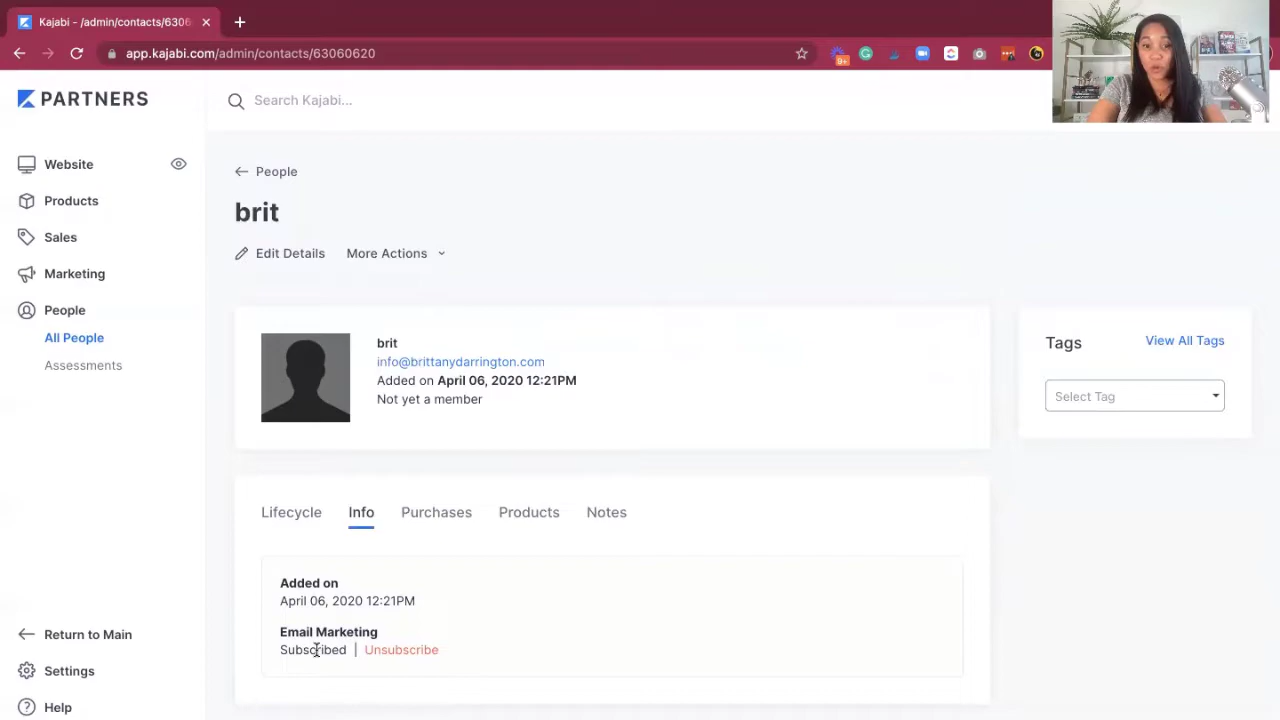 Kajabi - /admin/contacts/6306
app.kajabi.com/admin/contacts/63060620
9+
PARTNERS
Search Kajabi...
Website
Products
Sales
Marketing
People
All People
Assessments
Return to Main
Settings
Help
People
brit
Edit Details More Actions
brit
info@brittanydarrington.com
Added on April 06, 2020 12:21PM
Not yet a member
Tags View All Tags
Select Tag
Lifecycle Info Purchases Products Notes
Added on
April 06, 2020 12:21PM
Email Marketing
Subscribed | Unsubscribe